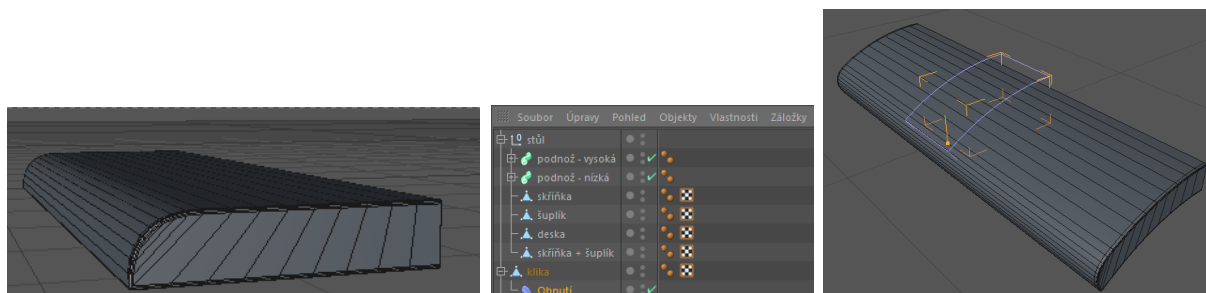 Soubor Úpravy Pohled Objekty Vlastnosti Záložky
stůl
podnož - vysoká
podnož - nízká
skříňka
šuplík
deska
skříňka + šuplík
klika
Ohnutí